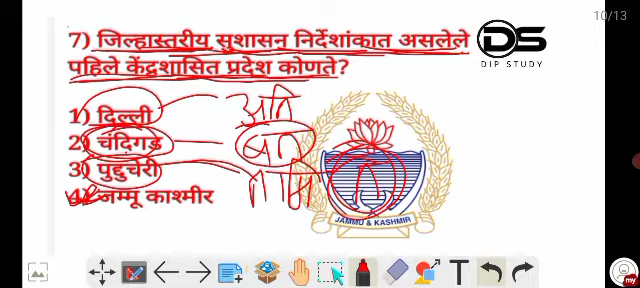 10/13
7) जिल्हास्तरीय सुशासन निर्देशांकात असलेले
पहिले केंद्रशासित प्रदेश कोणते?
DS
DIP STUDY
1) दिल्ली
2) चंदिगड
3) पुद्दुचेरी
4) जम्मू काश्मीर
JAMMU & KASHMIR
T
my